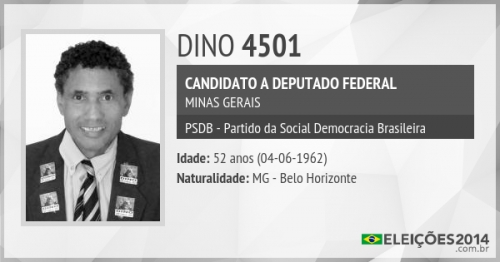 DINO 4501
CANDIDATO A DEPUTADO FEDERAL
MINAS GERAIS
PSDB - Partido da Social Democracia Brasileira
Idade: 52 anos (04-06-1962)
Naturalidade: MG - Belo Horizonte
ELEIÇÕES2014
.com.br